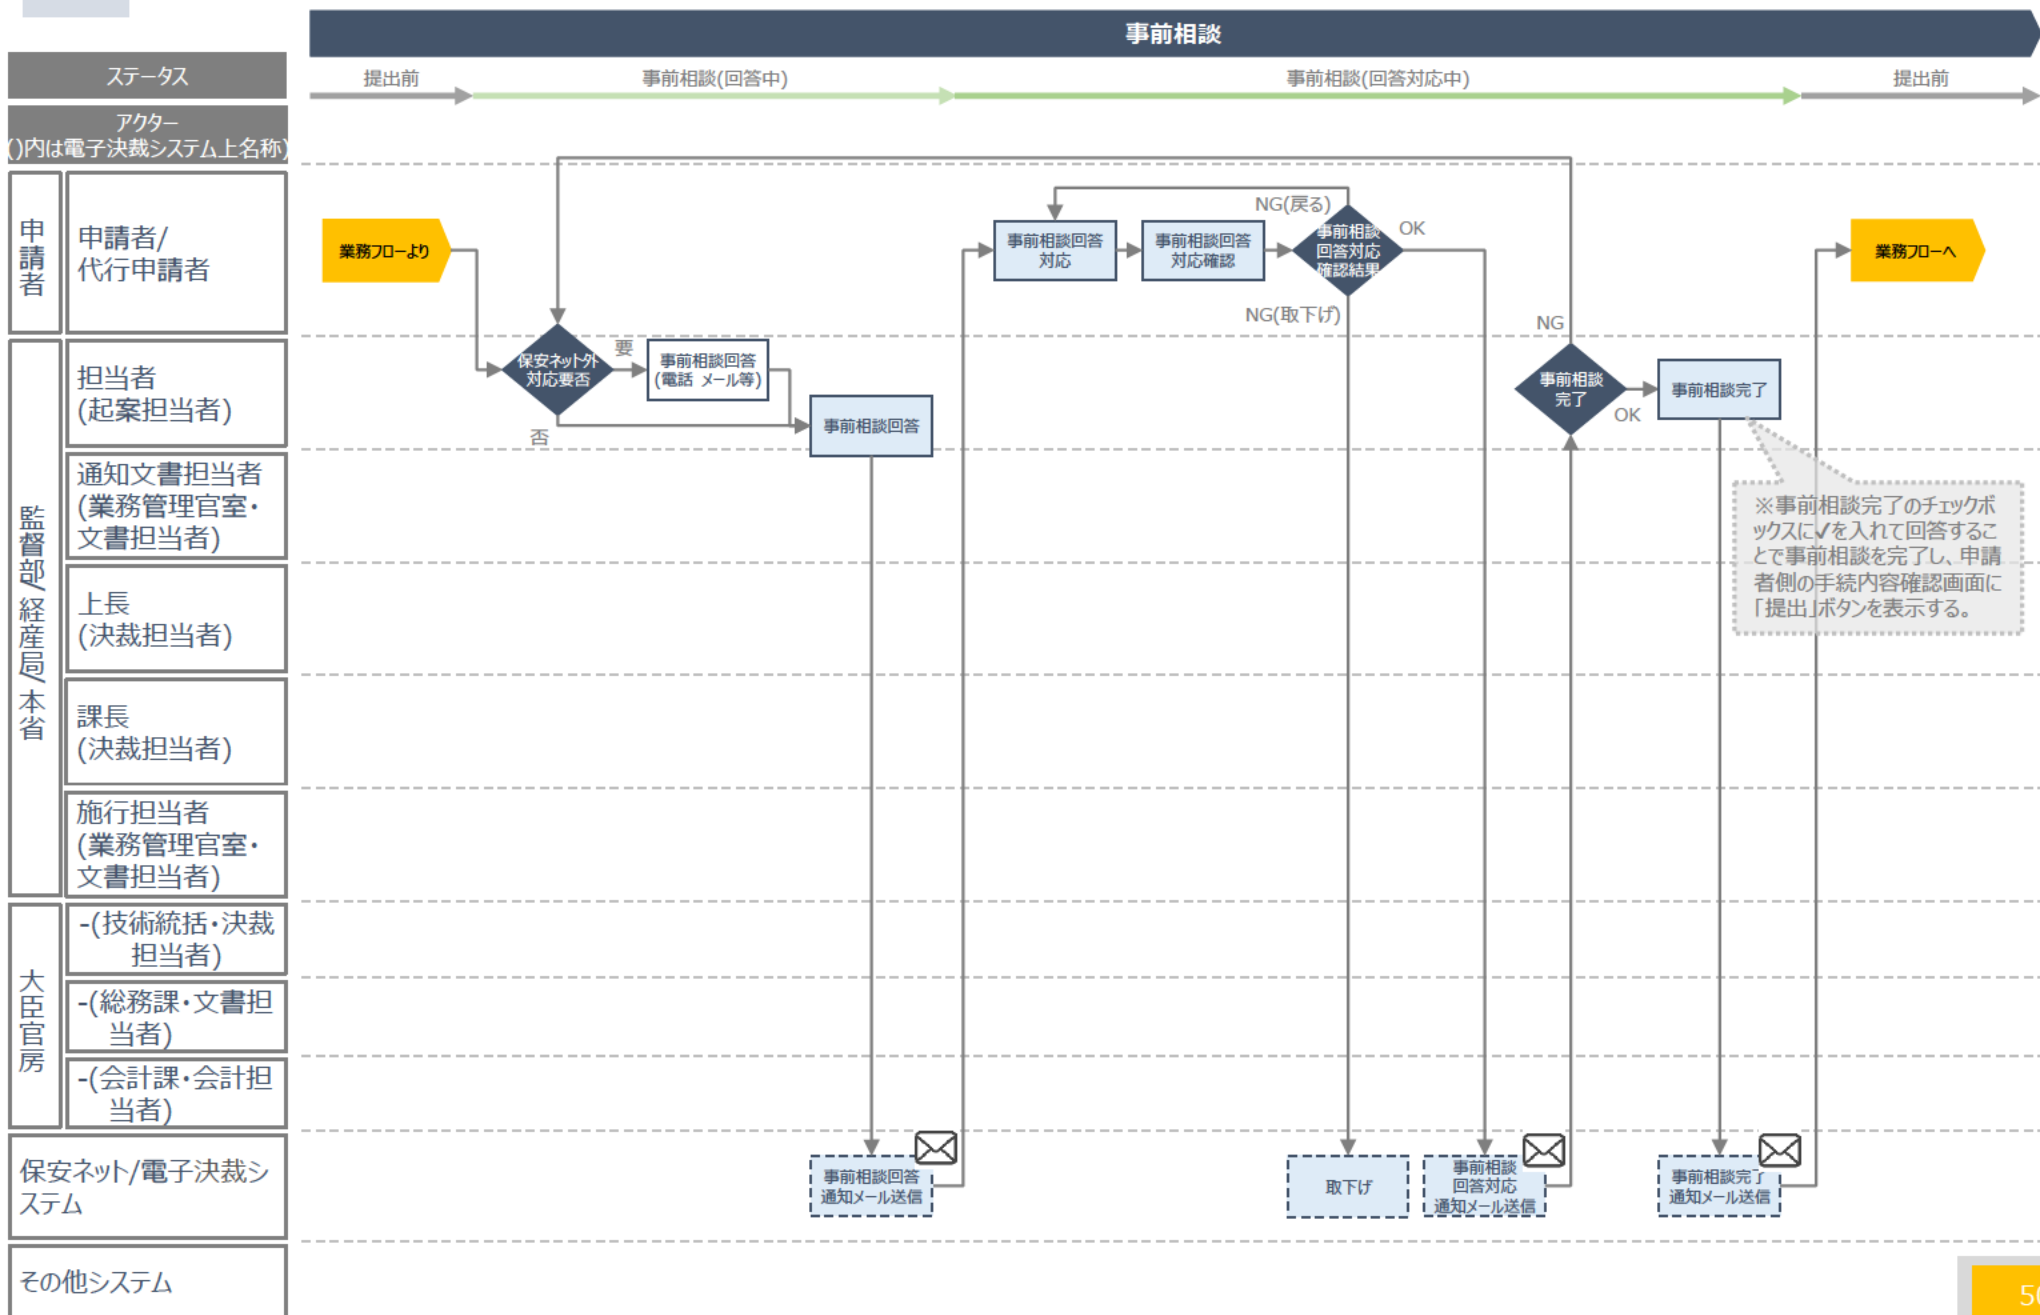 事前相談
ステータス
提出前
事前相談(回答中)
事前相談(回答対応中)
提出前
アクター
()内は電子決裁システム上名称)
申請者
申請者/
代行申請者
業務フローより
事前相談回答
対応
事前相談回答
対応確認
NG(戻る)
事前相談
回答対応
確認結果
OK
NG(取下げ)
業務フローへ
監督部/経産局/本省
担当者
(起案担当者)
保安ネット外
対応要否
要
否
事前相談回答
(電話 メール等)
事前相談回答
NG
事前相談
完了
OK
事前相談完了
通知文書担当者
(業務管理官室・
文書担当者)
※事前相談完了のチェックボ
ックスに✓を入れて回答するこ
とで事前相談を完了し、申請
者側の手続内容確認画面に
「提出」ボタンを表示する。
上長
(決裁担当者)
課長
(決裁担当者)
施行担当者
(業務管理官室・
文書担当者)
大臣官房
-(技術統括・決裁
担当者)
-(総務課・文書担
当者)
-(会計課・会計担
当者)
保安ネット/電子決裁シ
ステム
事前相談回答
通知メール送信
取下げ
事前相談
回答対応
通知メール送信
事前相談完了
通知メール送信
その他システム